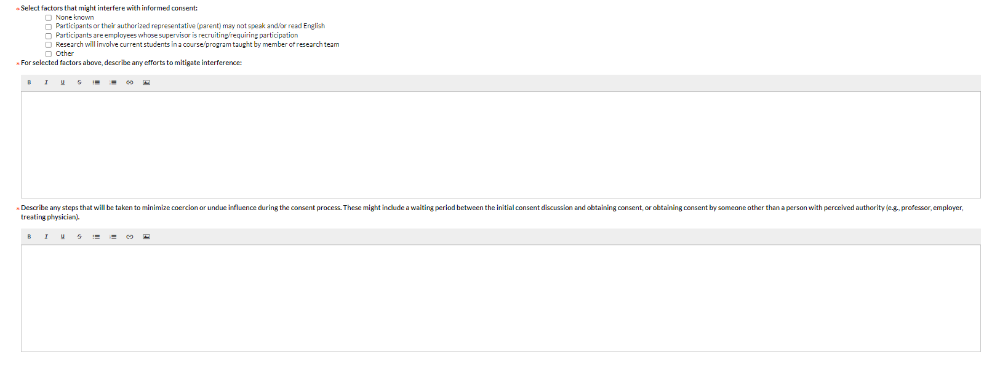 * Select factors that might interfere with informed consent:
None known
Participants or their authorized representative (parent) may not speak and/or read English
Participants are employees whose supervisor is recruiting/requiring participation
Research will involve current students in a course/program taught by member of research team
Other
* For selected factors above, describe any efforts to mitigate interference:
B I U S
* Describe any steps that will be taken to minimize coercion or undue influence during the consent process. These might include a waiting period between the initial consent discussion and obtaining consent, or obtaining consent by someone other than a person with perceived authority (e.g., professor, employer,
treating physician).
B I U S